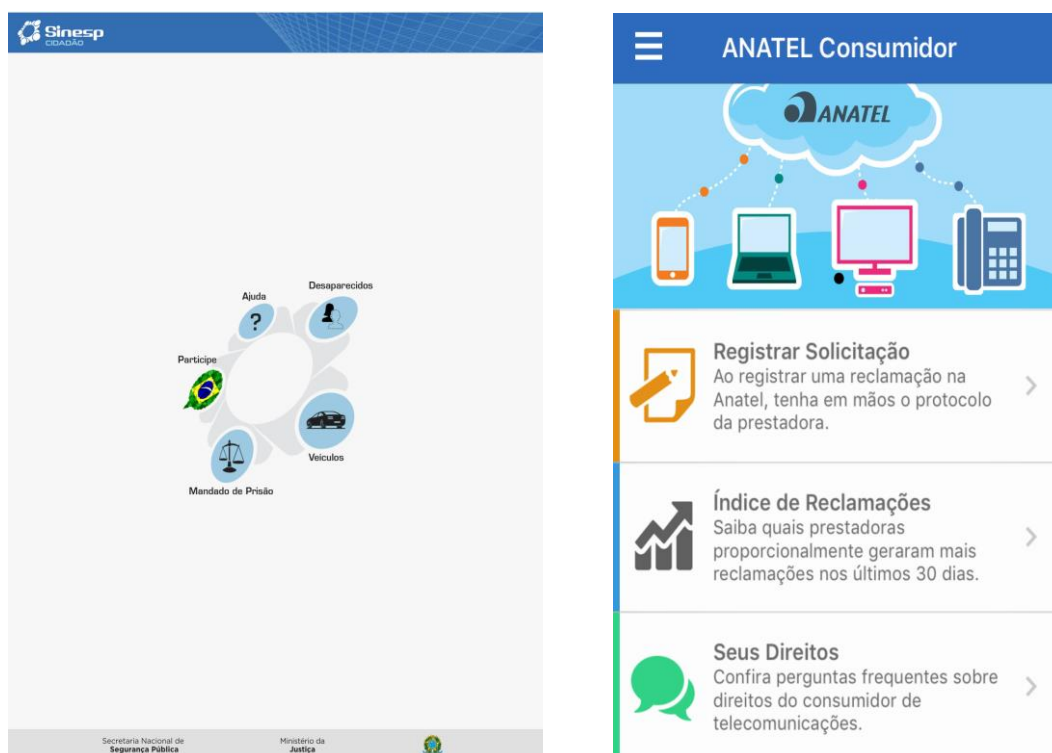 Sinesp
CIDADÃO
Desaparecidos
Ajuda
?
Participe
Veículos
Mandado de Prisão
Secretaria Nacional de
Segurança Pública
Ministério da
Justiça
ANATEL Consumidor
ANATEL
Registrar Solicitação
Ao registrar uma reclamação na
Anatel, tenha em mãos o protocolo
da prestadora.
Índice de Reclamações
Saiba quais prestadoras
proporcionalmente geraram mais
reclamações nos últimos 30 dias.
Seus Direitos
Confira perguntas frequentes sobre
direitos do consumidor de
telecomunicações.